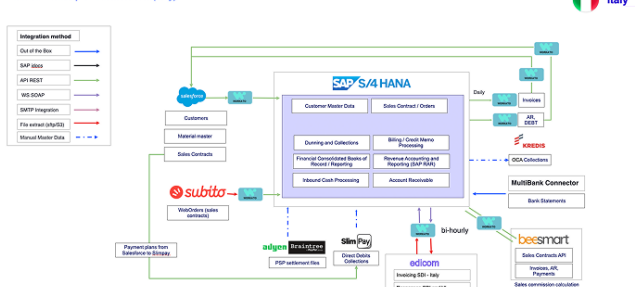 Italy
Integration method
Out of the Box
SAP idocs
API REST
WS SOAP
SMTP Integration
File extract (sftp/S3)
Manual Master Data
salesforce
Customers
Material master
Sales Contracts
SAP S/4 HANA
Customer Master Data
Sales Contract / Orders
Dunning and Collections
Billing / Credit Memo
Processing
Financial Consolidated Books of
Record / Reporting
Revenue Accounting and
Reporting (SAP RAR)
Inbound Cash Processing
Account Receivable
Daily
Invoices
AR,
DEBT
KREDIS
OCA Collections
MultiBank Connector
Bank Statements
subito
WebOrders (sales
contracts)
Payment plans from
Salesforce to Slimpay
adyen
Braintree
PSP settlement files
Slim Pay
Direct Debits
Collections
bi-hourly
edicom
Invoicing SDI - Italy
beesmart
Sales Contracts API
Invoices, AR,
Payments
Sales commission calculation